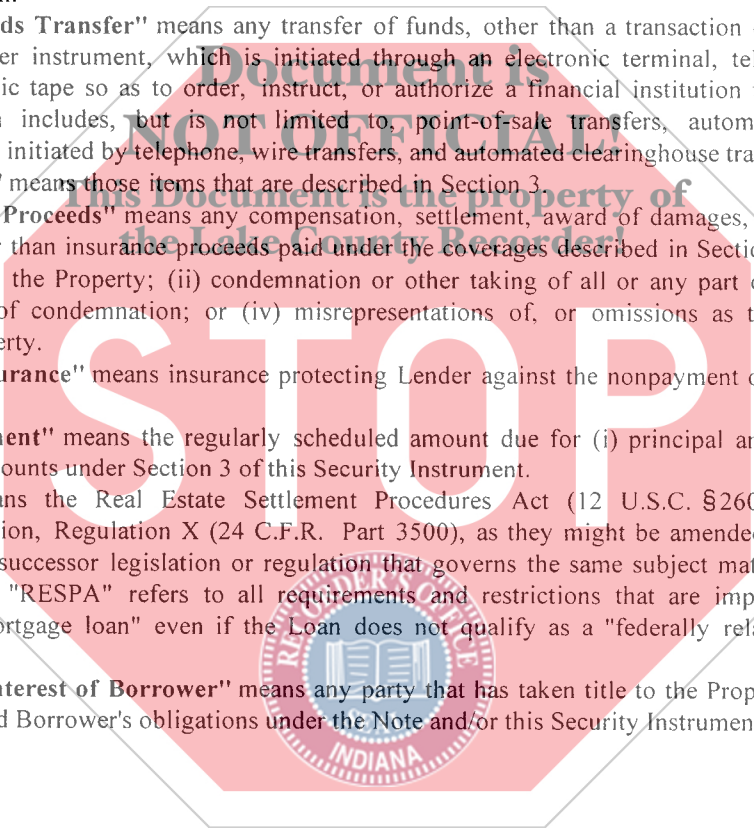 ds Transfer" means any transfer of funds, other than a transaction
er instrument, which is initiated through an electronic terminal, tel
ic tape so as to order, instruct, or authorize a financial institution
includes, but is not limited to, point-of-sale transfers, autom
initiated by telephone, wire transfers, and automated clearinghouse tra
" means those items that are described in Section 3.
Proceeds" means any compensation, settlement, award of damages,
r than insurance proceeds paid under the coverages described in Sectio
the Property; (ii) condemnation or other taking of all or any part
of condemnation; or (iv) misrepresentations of, or omissions as t
erty.
urance" means insurance protecting Lender against the nonpayment o
ent" means the regularly scheduled amount due for (i) principal an
ounts under Section 3 of this Security Instrument.
ans the Real Estate Settlement Procedures Act (12 U.S.C. §260
ion, Regulation X (24 C.F.R. Part 3500), as they might be amended
successor legislation or regulation that governs the same subject mat
"RESPA" refers to all requirements and restrictions that are imp
ortgage loan" even if the Loan does not qualify as a "federally rel
nterest of Borrower" means any party that has taken title to the Prop
d Borrower's obligations under the Note and/or this Security Instrumen
Document is
NOT OFFICIAL!
This Document is the property of
the Lake County Recorder!
STOP
RECORDER'S OFFICE
INDIANA